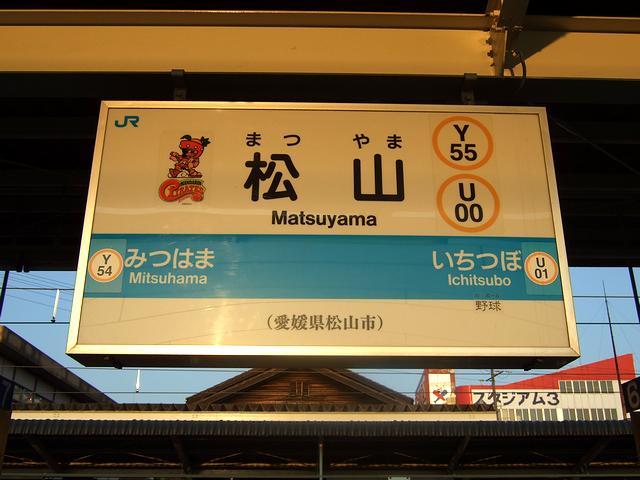 JR
まつ やま
松 山
Matsuyama
Y
55
U
00
Y
54
みつはま
Mitsuhama
いちつぼ
Ichitsubo
U
01
野球
（愛媛県松山市）
スタジアム3
6